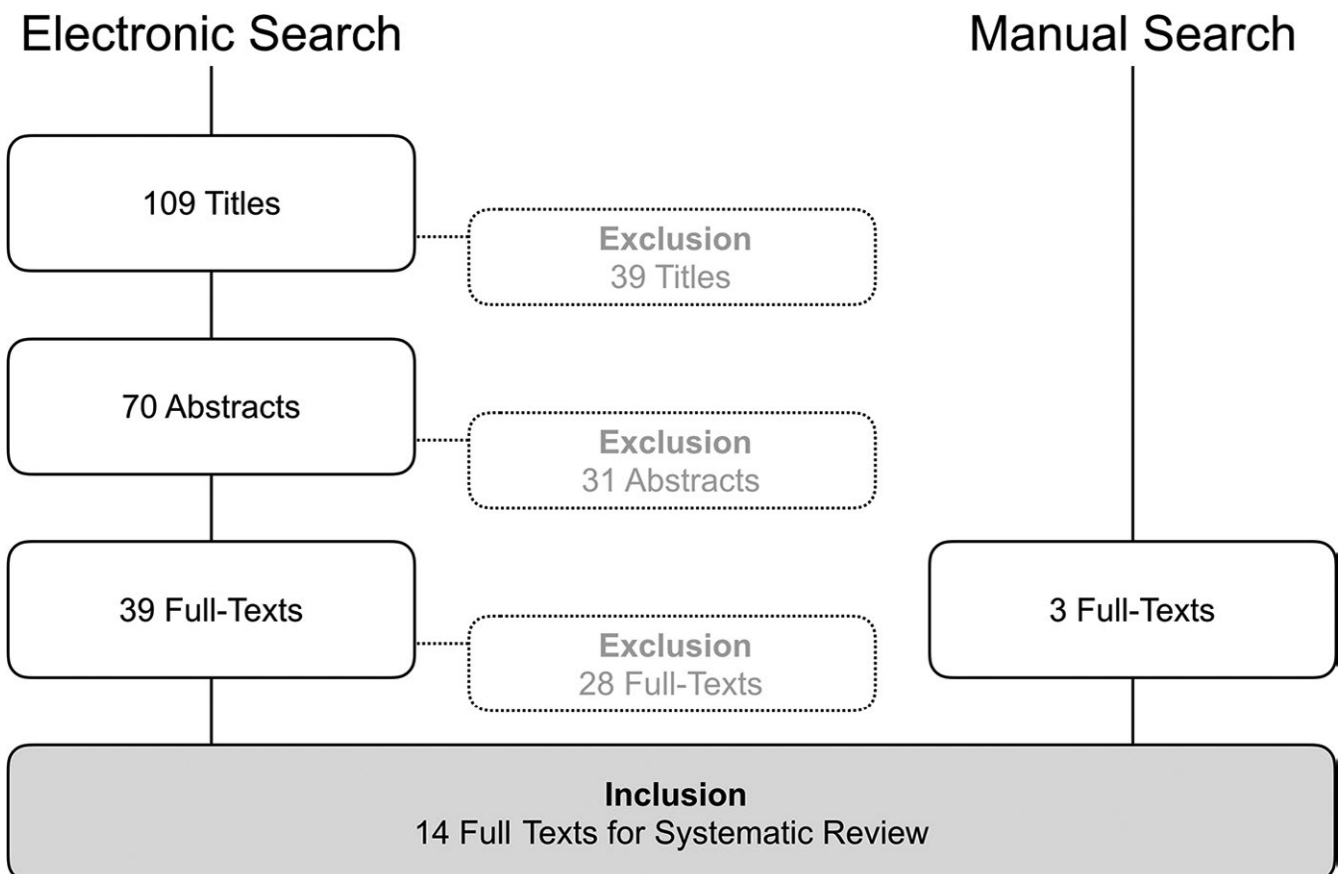 Electronic Search
Manual Search
109 Titles
Exclusion
39 Titles
70 Abstracts
Exclusion
31 Abstracts
39 Full-Texts
3 Full-Texts
Exclusion
28 Full-Texts
Inclusion
14 Full Texts for Systematic Review